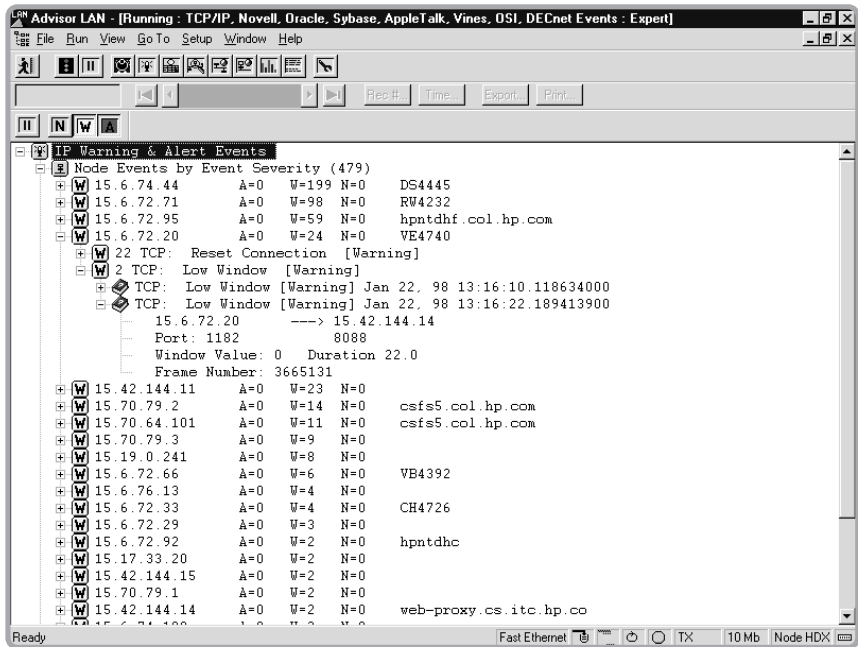 Advisor LAN - [Running : TCP/IP, Novell, Oracle, Sybase, AppleTalk, Vines, OSI, DECnet Events : Expert]
File Run View Go To Setup Window Help
Rec #... Time... Export... Print...
N W A
IP Warning & Alert Events
Node Events by Event Severity (479)
W 15.6.74.44 A=0 W=199 N=0 DS4445
W 15.6.72.71 A=0 W=98 N=0 RW4232
W 15.6.72.95 A=0 W=59 N=0 hpntdhf.col.hp.com
W 15.6.72.20 A=0 W=24 N=0 VE4740
W 22 TCP: Reset Connection [Warning]
W 2 TCP: Low Window [Warning]
TCP: Low Window [Warning] Jan 22, 98 13:16:10.118634000
TCP: Low Window [Warning] Jan 22, 98 13:16:22.189413900
15.6.72.20 ---> 15.42.144.14
Port: 1182 8088
Window Value: 0 Duration 22.0
Frame Number: 3665131
W 15.42.144.11 A=0 W=23 N=0
W 15.70.79.2 A=0 W=14 N=0 csfs5.col.hp.com
W 15.70.64.101 A=0 W=11 N=0 csfs5.col.hp.com
W 15.70.79.3 A=0 W=9 N=0
W 15.19.0.241 A=0 W=8 N=0
W 15.6.72.66 A=0 W=6 N=0 VB4392
W 15.6.76.13 A=0 W=4 N=0
W 15.6.72.33 A=0 W=4 N=0 CH4726
W 15.6.72.29 A=0 W=3 N=0
W 15.6.72.92 A=0 W=2 N=0 hpntdhc
W 15.17.33.20 A=0 W=2 N=0
W 15.42.144.15 A=0 W=2 N=0
W 15.70.79.1 A=0 W=2 N=0
W 15.42.144.14 A=0 W=2 N=0 web-proxy.cs.itc.hp.co
Ready Fast Ethernet TX 10 Mb Node HDX